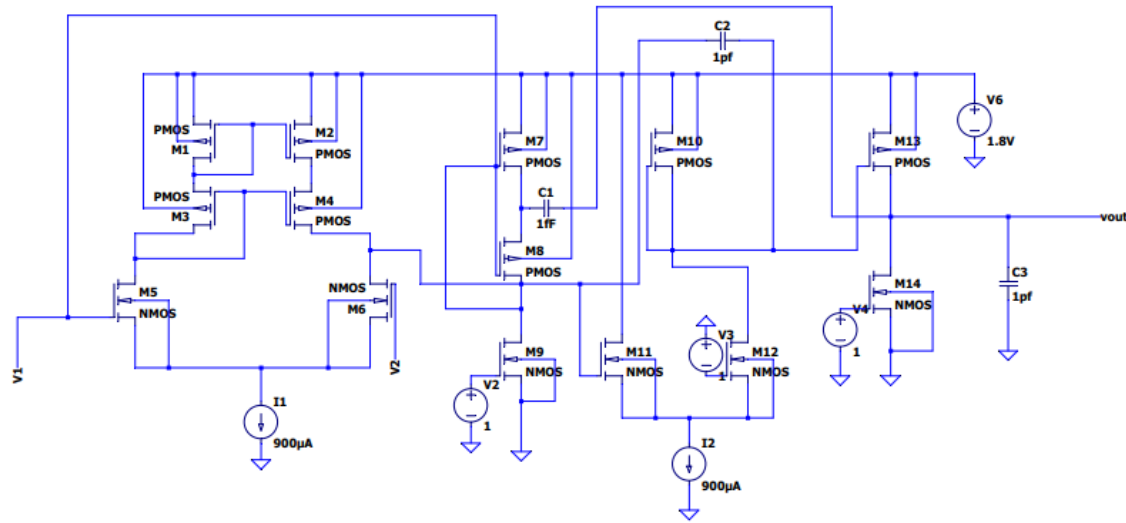 C2
1pf
V6
1.8V
PMOS
M1
M2
PMOS
M7
PMOS
M10
PMOS
M13
PMOS
PMOS
M3
M4
PMOS
C1
1fF
vout
M8
PMOS
M5
NMOS
NMOS
M6
M14
NMOS
C3
1pf
V4
1
V3
1
M9
NMOS
M11
NMOS
M12
NMOS
V1
V2
V2
1
I1
900µA
I2
900µA